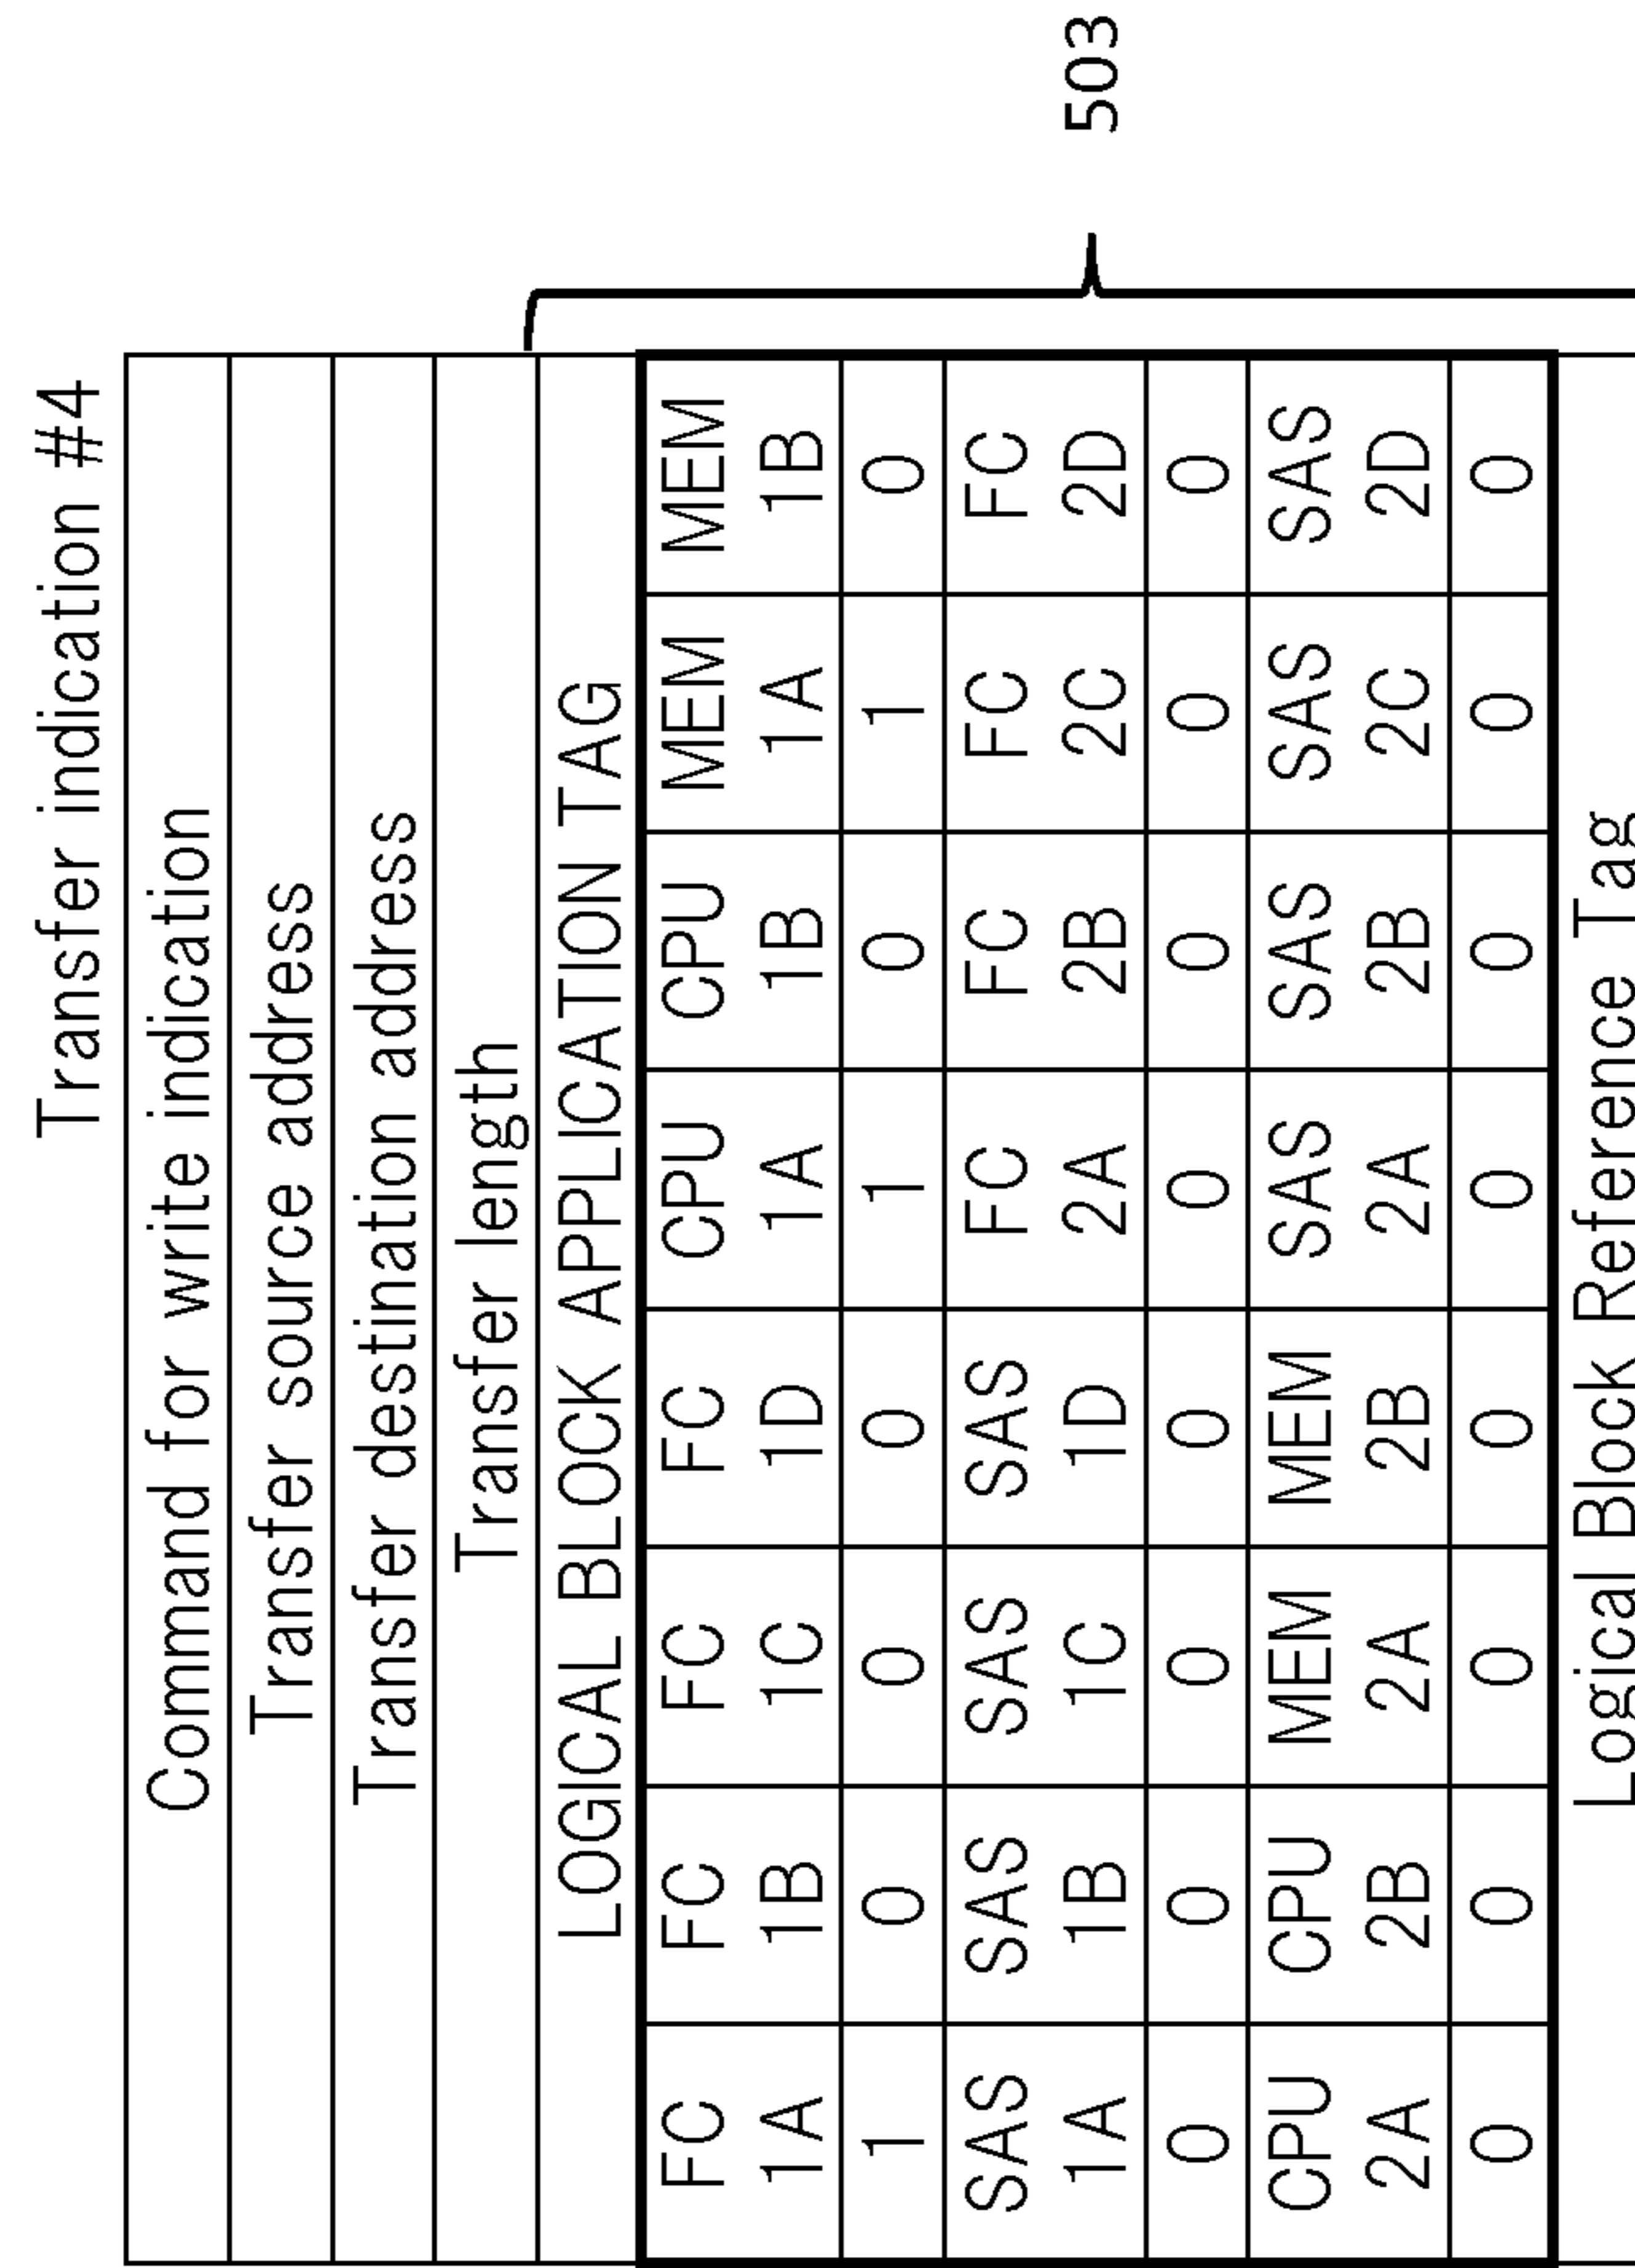 Transfer indication #4
Command for write indication
Transfer source address
Transfer destination address
Transfer length
LOGICAL BLOCK APPLICATION TAG
FC FC FC FC CPU CPU MEM MEM
1A 1B 1C 1D 1A 1B 1A 1B
1 0 0 0 1 0 1 0
SAS SAS SAS SAS FC FC FC FC
1A 1B 1C 1D 2A 2B 2C 2D
0 0 0 0 0 0 0 0
CPU CPU MEM MEM SAS SAS SAS SAS
2A 2B 2A 2B 2A 2B 2C 2D
0 0 0 0 0 0 0 0
Logical Block Reference Tag
503